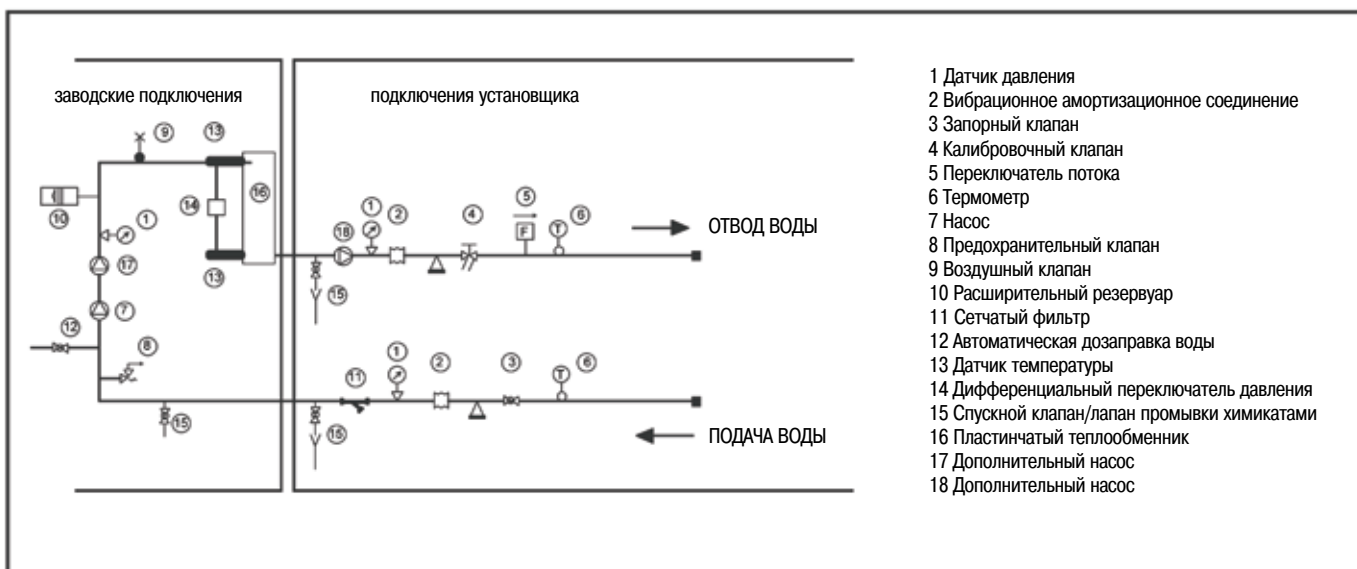 заводские подключения
подключения установщика
9
13
10
1
14
16
17
13
7
12
8
15
18
1
2
4
5
F
6
T
15
ОТВОД ВОДЫ
11
1
2
3
6
T
15
ПОДАЧА ВОДЫ
1 Датчик давления
2 Вибрационное амортизационное соединение
3 Запорный клапан
4 Калибровочный клапан
5 Переключатель потока
6 Термометр
7 Насос
8 Предохранительный клапан
9 Воздушный клапан
10 Расширительный резервуар
11 Сетчатый фильтр
12 Автоматическая дозаправка воды
13 Датчик температуры
14 Дифференциальный переключатель давления
15 Спускной клапан/лапан промывки химикатами
16 Пластинчатый теплообменник
17 Дополнительный насос
18 Дополнительный насос